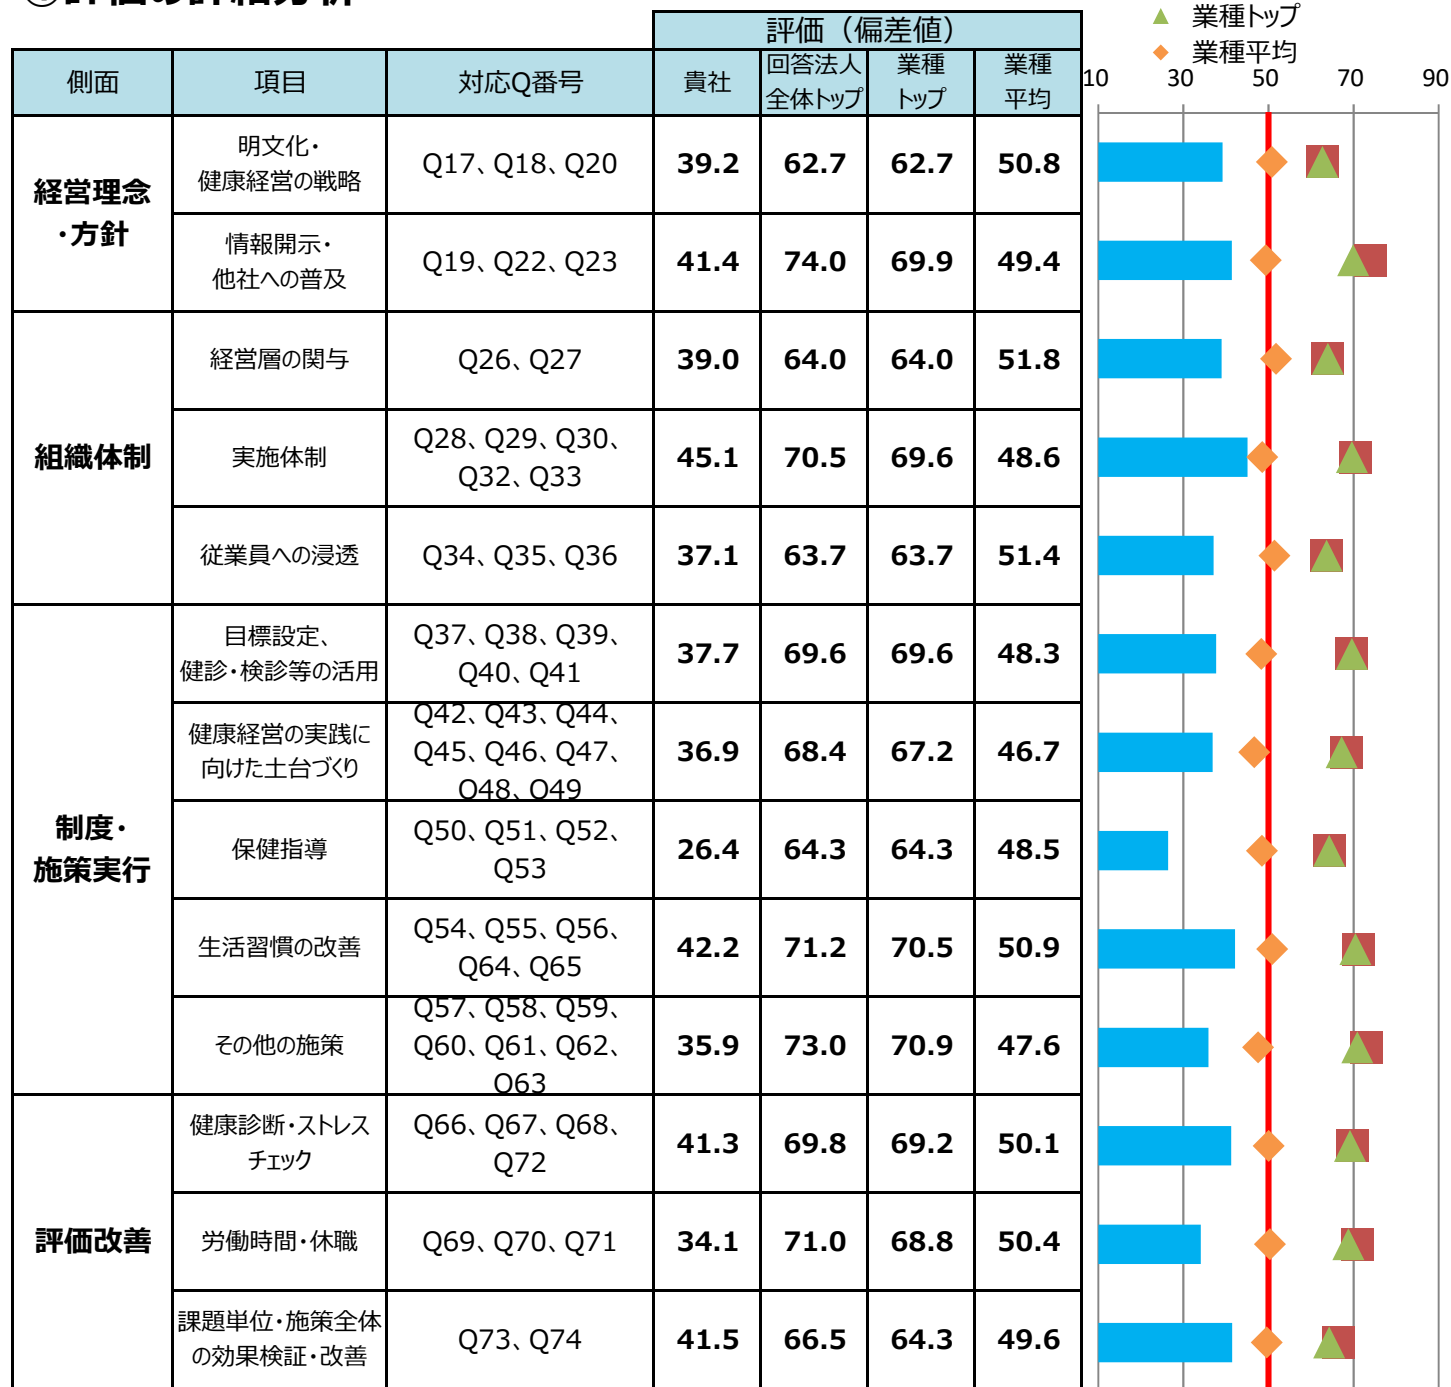 評価（偏差値）
側面 項目 対応Q番号 貴社 回答法人 業種 業種
全体トップ トップ 平均
▲ 業種トップ
◆ 業種平均
10 30 50 70 90
経営理念
・方針
明文化・
健康経営の戦略
Q17、Q18、Q20 39.2 62.7 62.7 50.8
情報開示・
他社への普及
Q19、Q22、Q23 41.4 74.0 69.9 49.4
組織体制
経営層の関与 Q26、Q27 39.0 64.0 64.0 51.8
実施体制
Q28、Q29、Q30、
Q32、Q33
45.1 70.5 69.6 48.6
従業員への浸透 Q34、Q35、Q36 37.1 63.7 63.7 51.4
制度・
施策実行
目標設定、
健診・検診等の活用
Q37、Q38、Q39、
Q40、Q41
37.7 69.6 69.6 48.3
健康経営の実践に
向けた土台づくり
Q42、Q43、Q44、
Q45、Q46、Q47、
Q48、Q49
36.9 68.4 67.2 46.7
保健指導
Q50、Q51、Q52、
Q53
26.4 64.3 64.3 48.5
生活習慣の改善
Q54、Q55、Q56、
Q64、Q65
42.2 71.2 70.5 50.9
その他の施策
Q57、Q58、Q59、
Q60、Q61、Q62、
Q63
35.9 73.0 70.9 47.6
評価改善
健康診断・ストレス
チェック
Q66、Q67、Q68、
Q72
41.3 69.8 69.2 50.1
労働時間・休職 Q69、Q70、Q71 34.1 71.0 68.8 50.4
課題単位・施策全体
の効果検証・改善
Q73、Q74 41.5 66.5 64.3 49.6